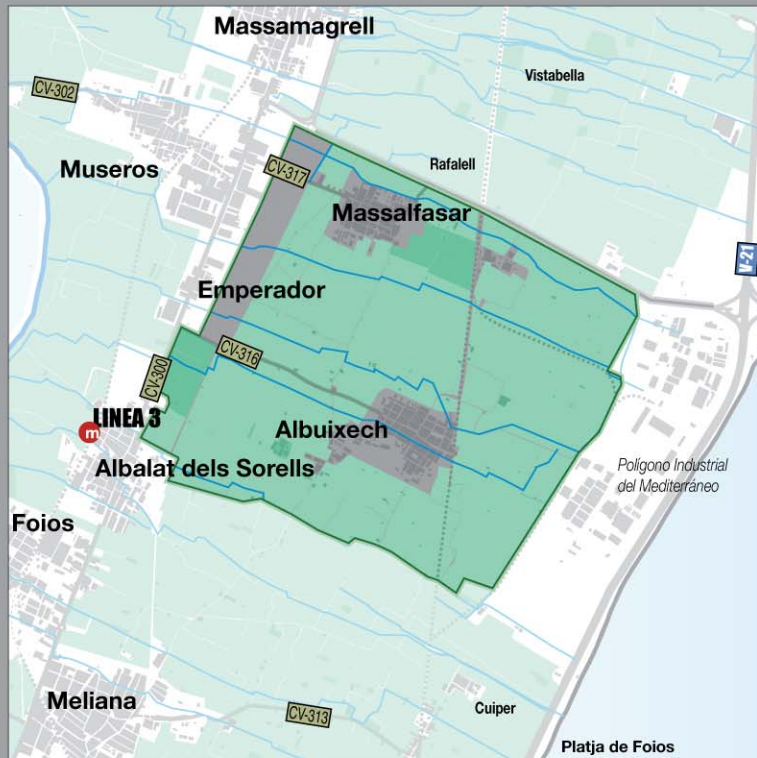 Massamagrell
Vistabella
CV-302
Museros
Rafalell
CV-317
Massalfasar
V-21
Emperador
CV-316
CV-300
LINEA 3
m
Albuixech
Albalat dels Sorells
Polígono Industrial
del Mediterráneo
Foios
Meliana
Cuiper
CV-313
Platja de Foios